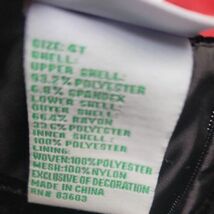 SIZE: 4T
SHELL:
UPPER SHELL:
93.2% POLYESTER
6.8% SPANDEX
LOWER SHELL:
OUTER SHELL:
66.4% RAYON
33.6% POLYESTER
INNER SHELL:
100% POLYESTER
LINING:
WOVEN:100%POLYESTER
MESH:100%NYLON
EXCLUSIVE OF DECORATION
MADE IN CHINA
RN# 83603